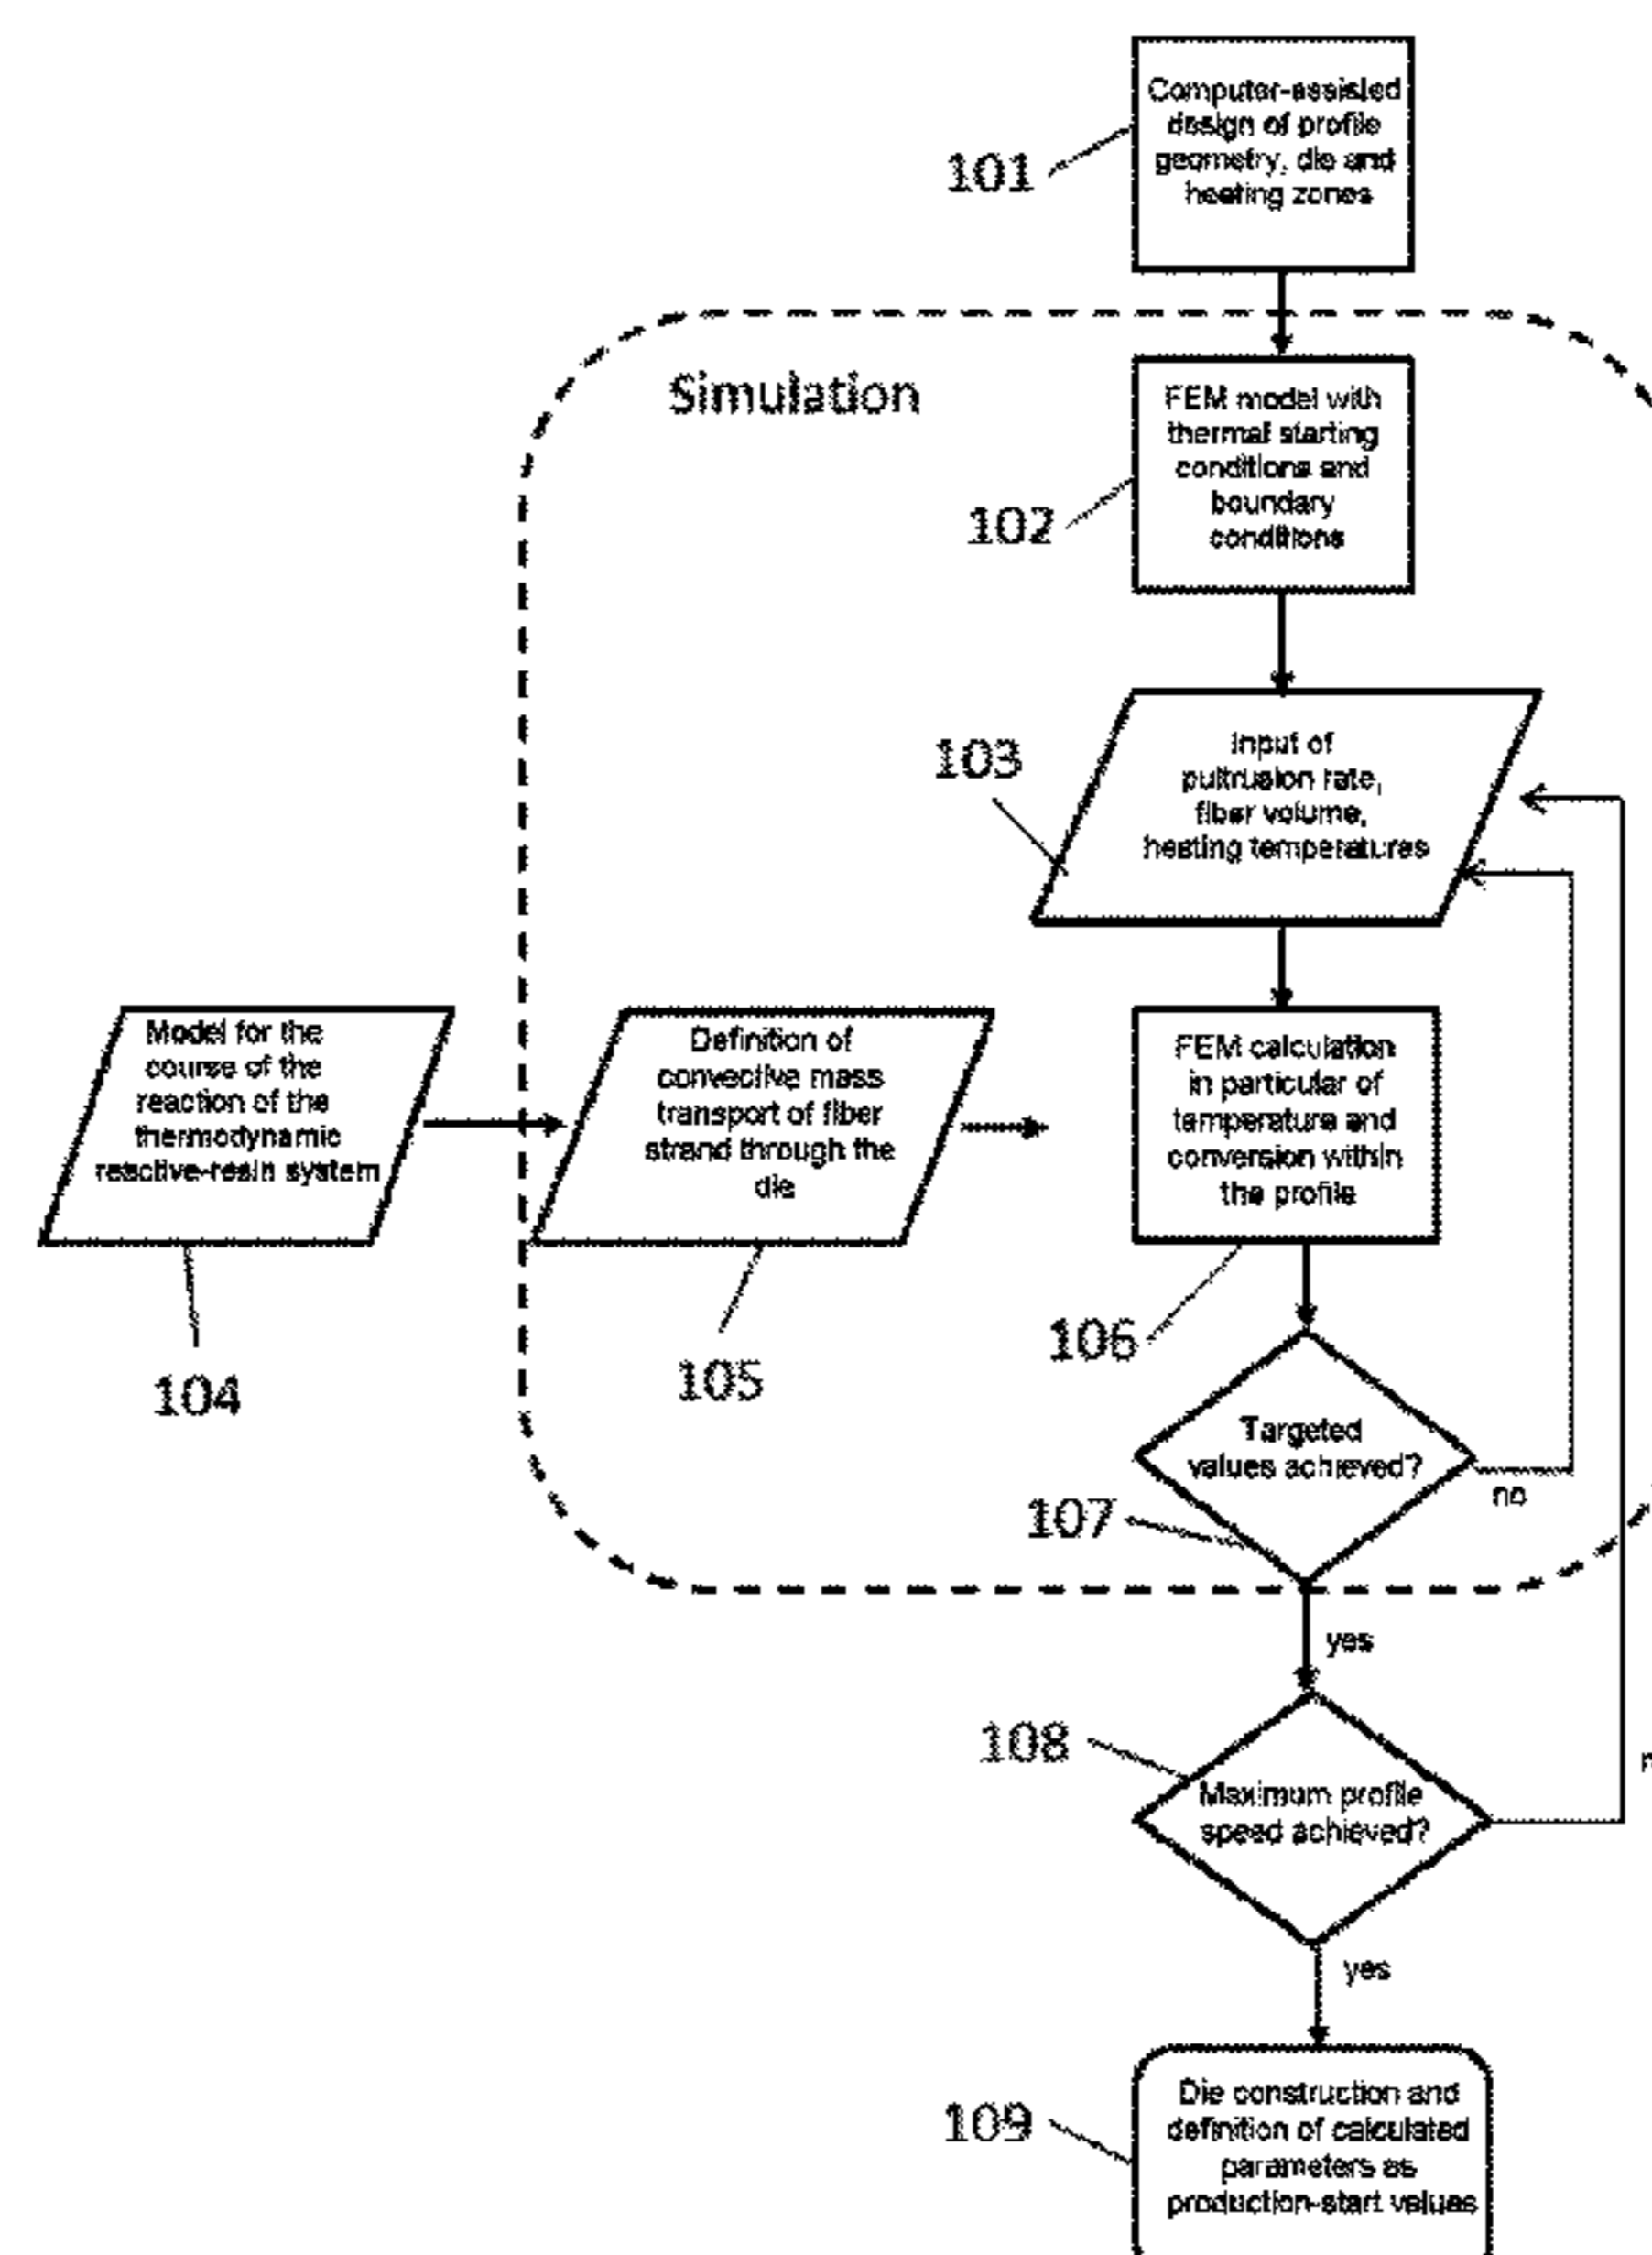 Computer-assisted
design of profile
geometry, die and
heating zones
101
Simulation
FEM model with
thermal starting
conditions and
boundary
conditions
102
Input of
pultrusion rate,
fiber volume,
heating temperatures
103
Model for the
course of the
reaction of the
thermodynamic
reactive-resin system
104
Definition of
convective mass
transport of fiber
strand through the
die
105
FEM calculation
in particular of
temperature and
conversion within
the profile
106
Targeted
values achieved?
no
107
yes
108
Maximum profile
speed achieved?
yes
109
Die construction and
definition of calculated
parameters as
production-start values